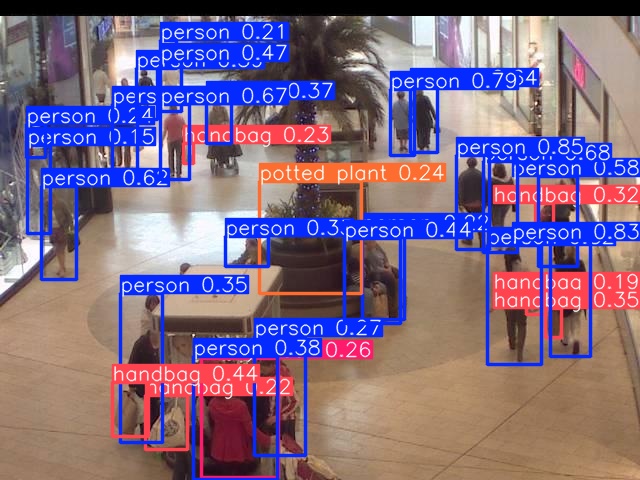 person 0.21
person 0.47
person 0.67
0.37
person 0.79
person 0.24
person 0.15
handbag 0.23
person 0.85
0.68
person 0.58
potted plant 0.24
person 0.62
handbag 0.32
person 0.44
person 0.83
person 0.35
handbag 0.19
handbag 0.35
person 0.27
person 0.38
0.26
handbag 0.44
handbag 0.22